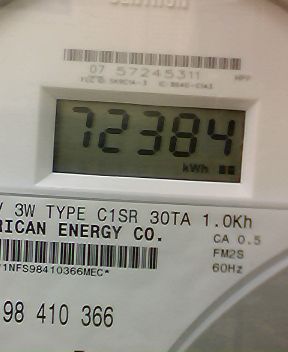 CENTRON
07 57245311
72384
kWh
V 3W TYPE C1SR 30TA 1.0Kh
RICAN ENERGY CO.
CA 0.5
FM2S
60Hz
1NFS98410366MEC*
98 410 366